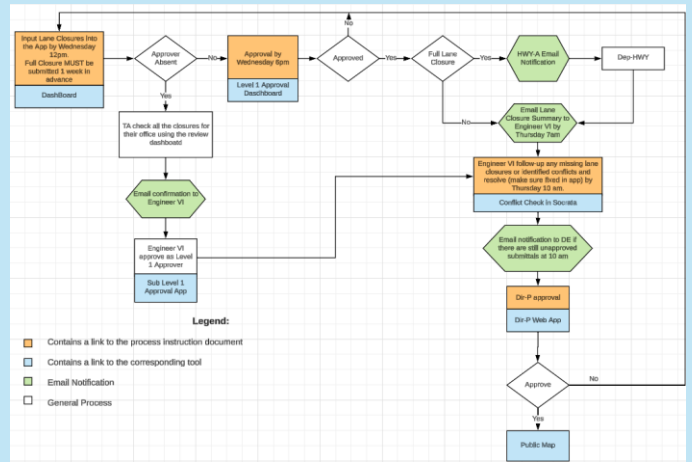 Input Lane Closures Into
the App by Wednesday
12pm.
Full Closure MUST be
submitted 1 week in
advance
DashBoard
Approver
Absent
No
Yes
Approval by
Wednesday 6pm
Level 1 Approval
Daschboard
Approved
No
Yes
Full Lane
Closure
Yes
No
HWY-A Email
Notification
Dep-HWY
TA check all the closures for
their office using the review
dashboatd
Email confirmation to
Engineer VI
Engineer VI
approve as Level
1 Approver
Sub Level 1
Approval App
Email Lane
Closure Summary to
Engineer VI by
Thursday 7am
Engineer VI follow-up any missing lane
closures or identified conflicts and
resolve (make sure fixed in app) by
Thursday 10 am.
Conflict Check in Socrata
Email notification to DE if
there are still unapproved
submittals at 10 am
Dir-P approval
Dir-P Web App
Approve
No
Yes
Public Map
Legend:
Contains a link to the process instruction document
Contains a link to the corresponding tool
Email Notification
General Process